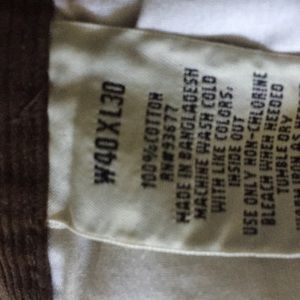 W40XL30
100% COTTON
RN#93677
MADE IN BANGLADESH
MACHINE WASH COLD
WITH LIKE COLORS,
INSIDE OUT
USE ONLY NON-CHLORINE
BLEACH WHEN NEEDED
TUMBLE DRY